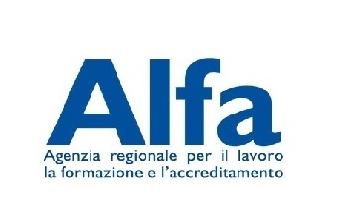 Alfa
Agenzia regionale per il lavoro
la formazione e l'accreditamento